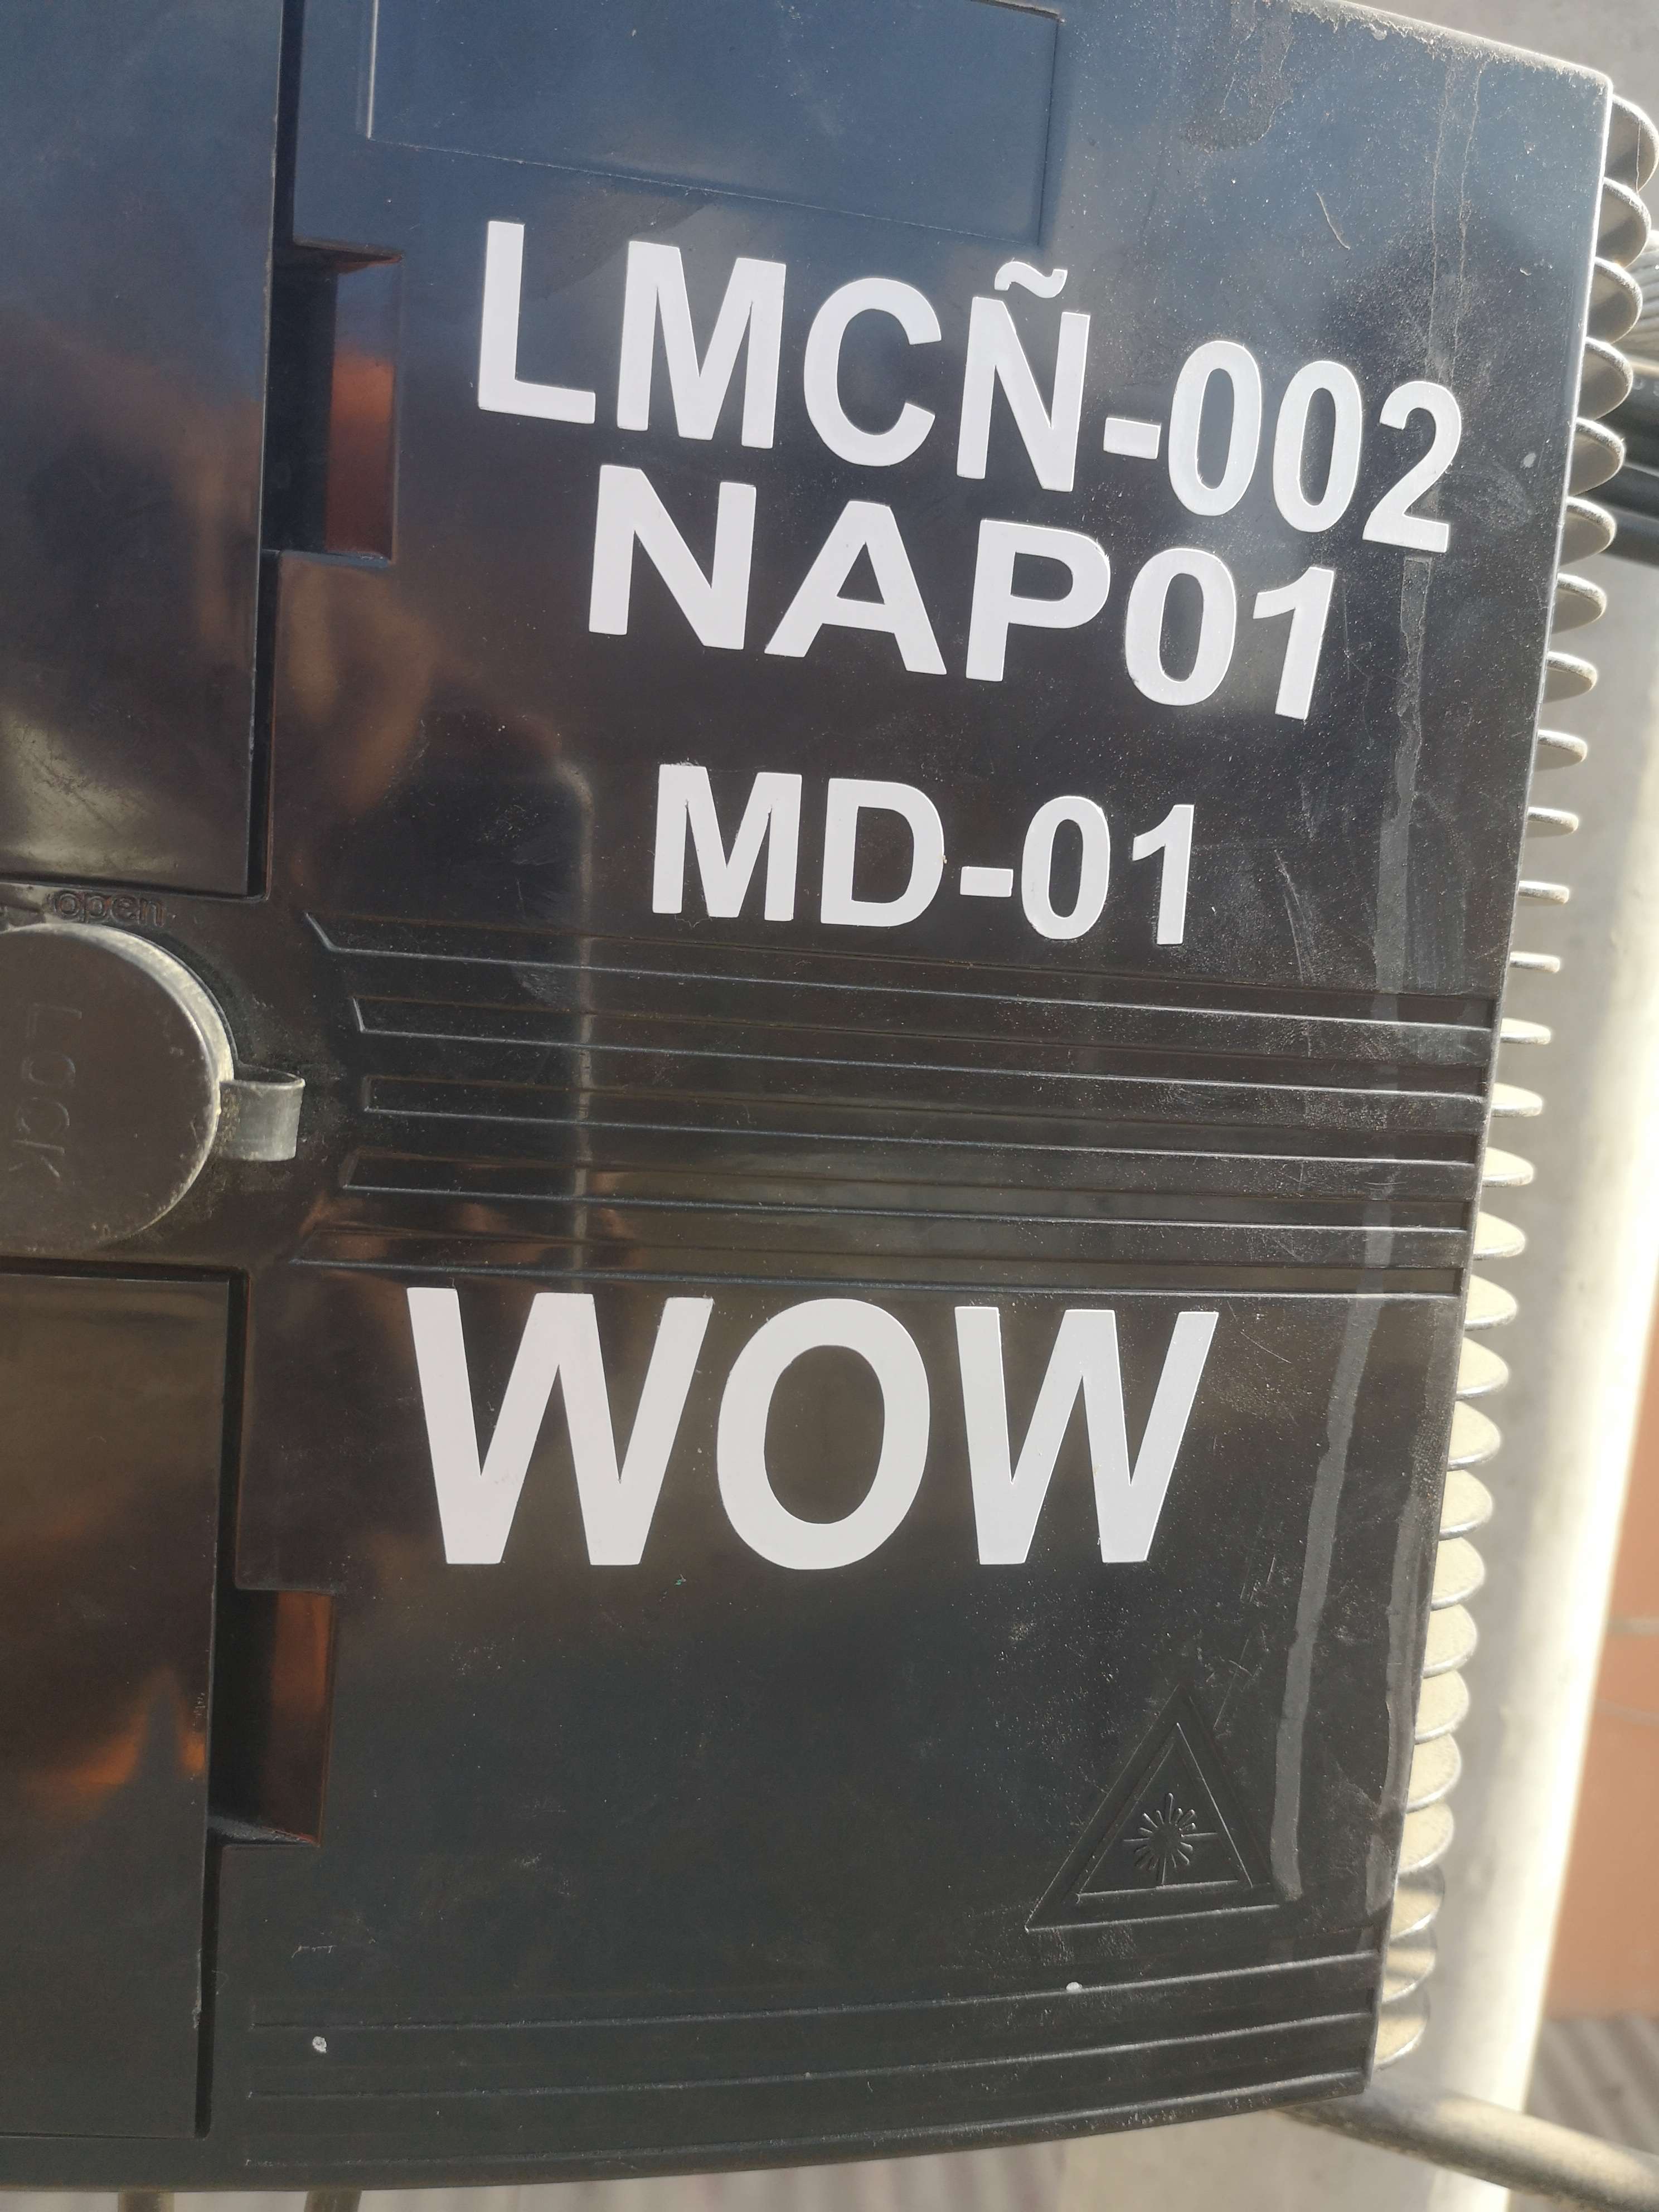 LMCÑ-002
NAP01
MD-01
open
LOCK
WOW